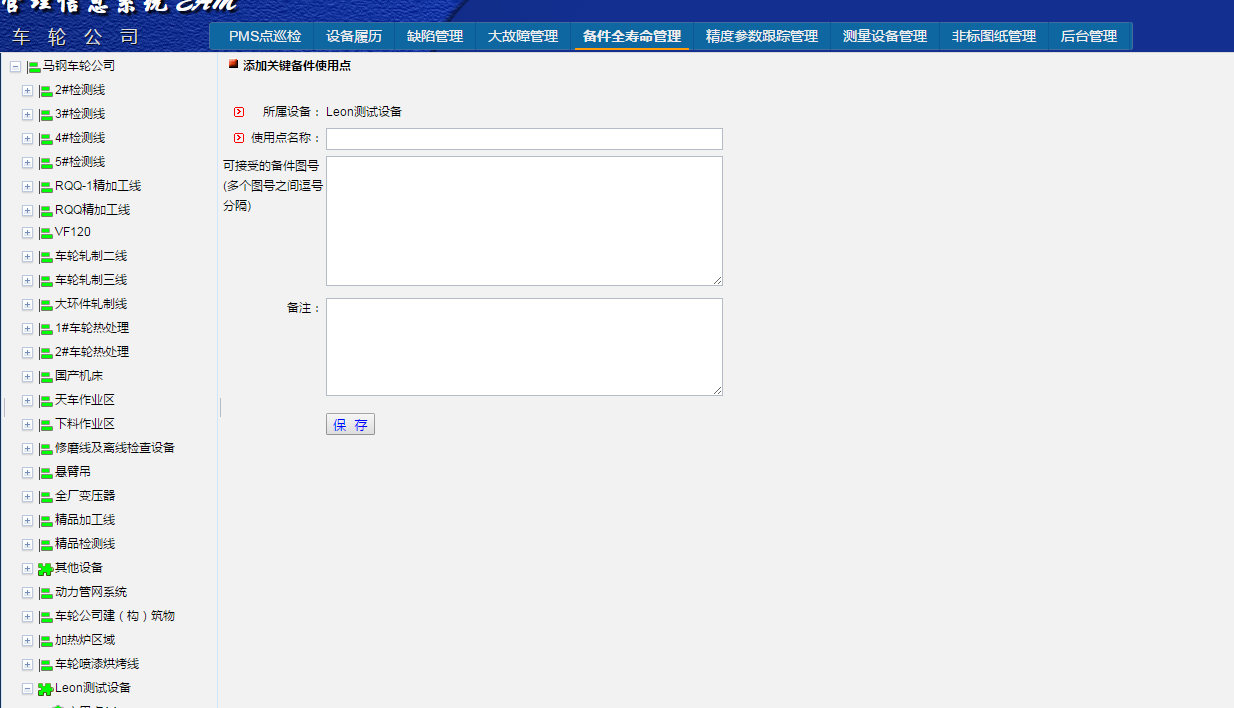 管理信息系统EAM
车轮公司
PMS点巡检 设备履历 缺陷管理 大故障管理 备件全寿命管理 精度参数跟踪管理 测量设备管理 非标图纸管理 后台管理
马钢车轮公司
2#检测线
3#检测线
4#检测线
5#检测线
RQQ-1精加工线
RQQ精加工线
VF120
车轮轧制二线
车轮轧制三线
大环件轧制线
1#车轮热处理
2#车轮热处理
国产机床
天车作业区
下料作业区
修磨线及离线检查设备
悬臂吊
全厂变压器
精品加工线
精品检测线
其他设备
动力管网系统
车轮公司建（构）筑物
加热炉区域
车轮喷漆烘烤线
Leon测试设备
添加关键备件使用点
所属设备： Leon测试设备
使用点名称：
可接受的备件图号
(多个图号之间逗号
分隔)
备注：
保 存